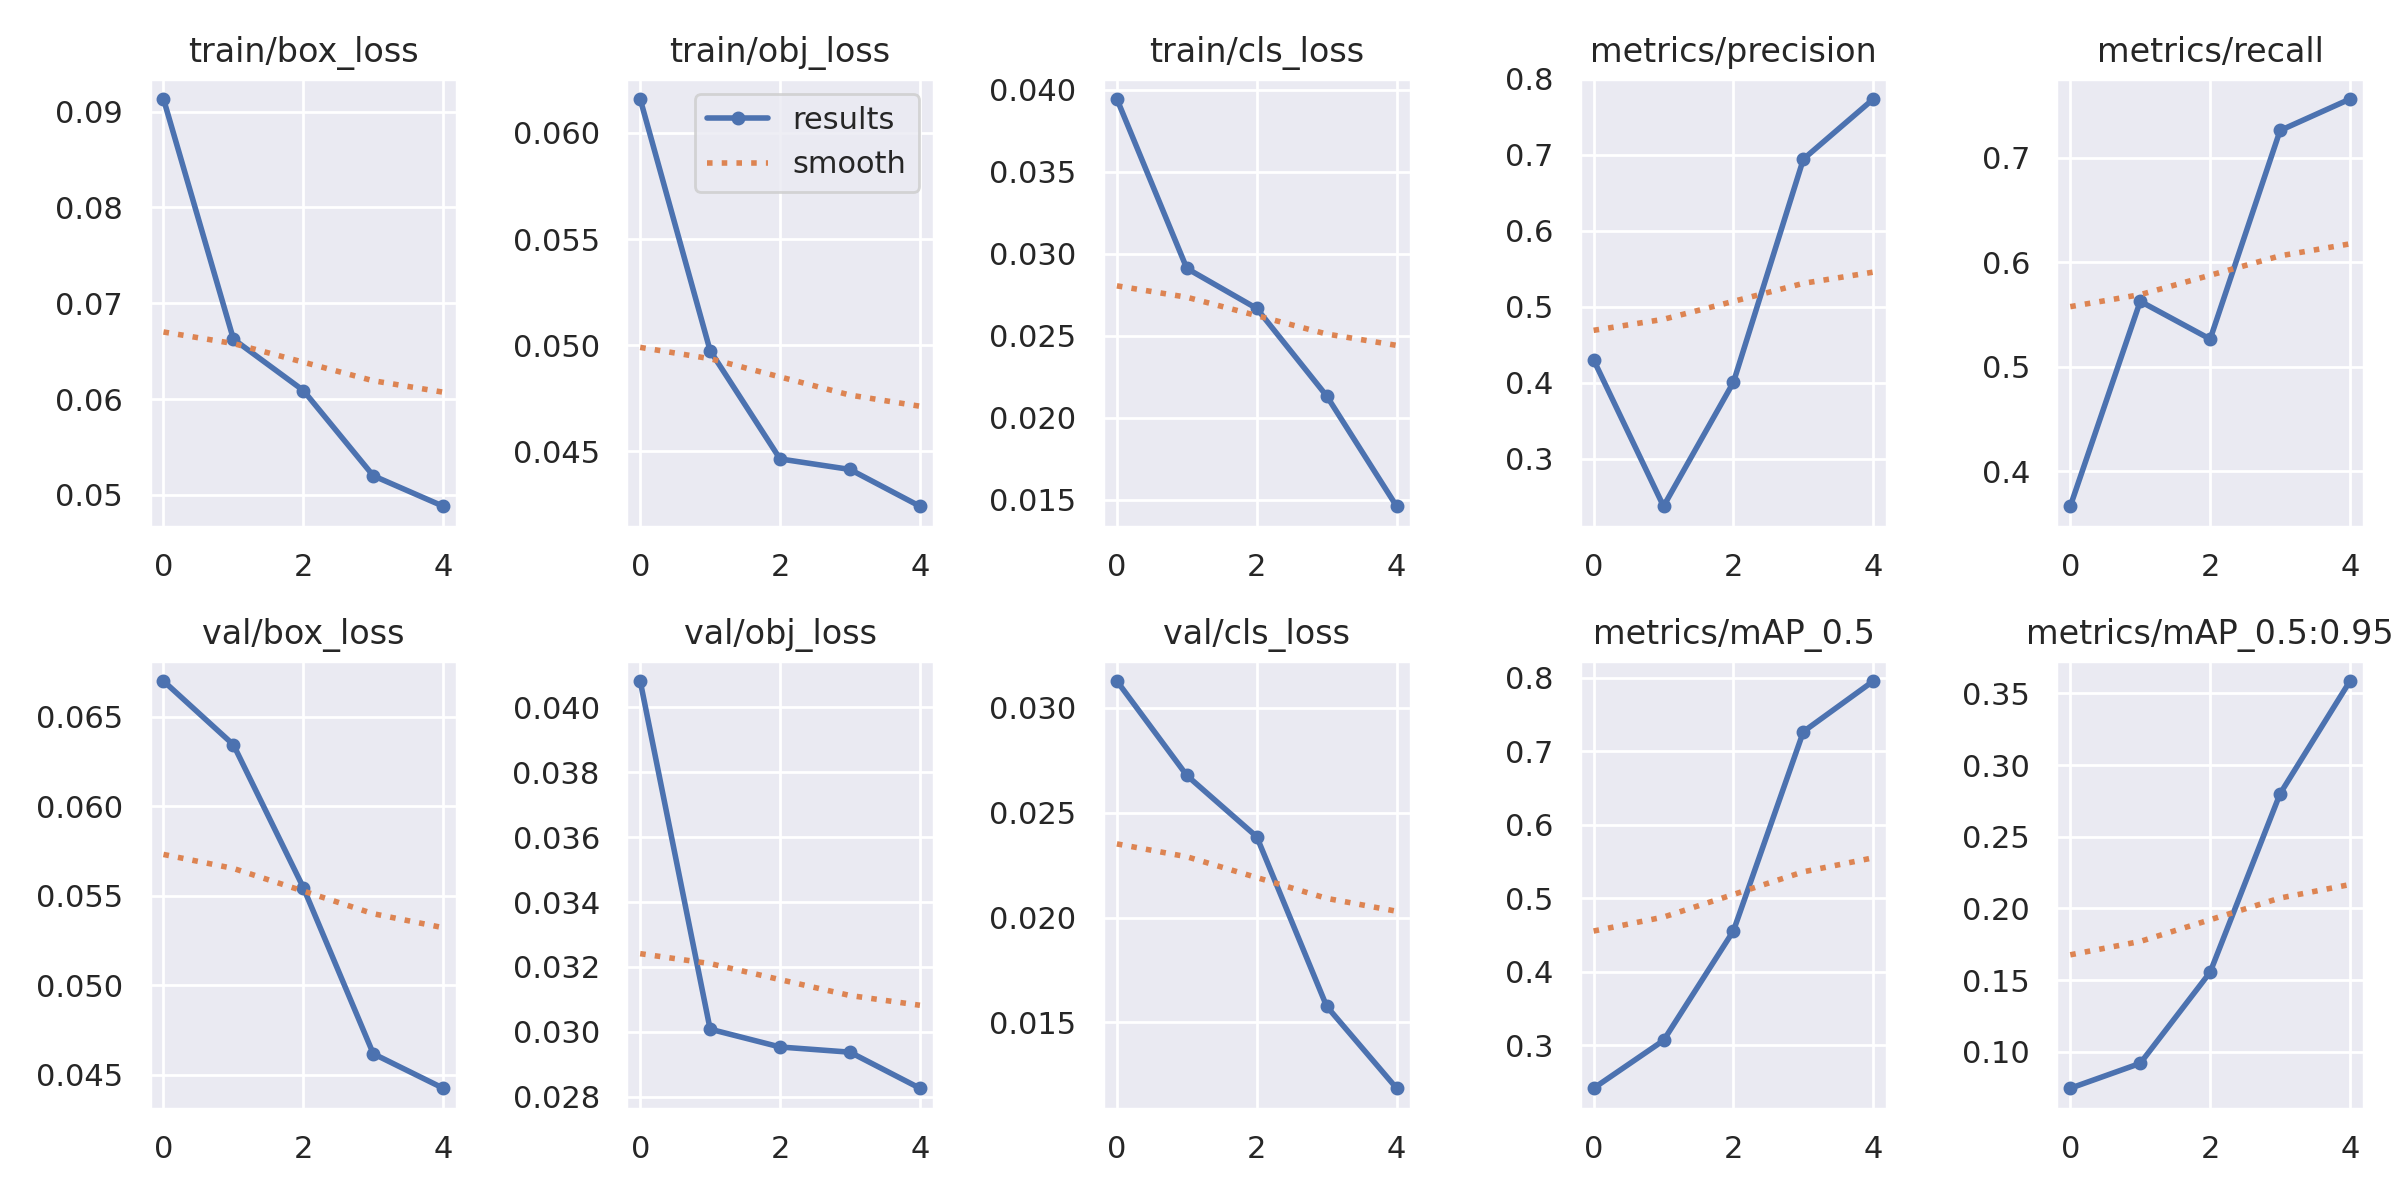 train/box_loss
0.09
0.08
0.07
0.06
0.05
0 2 4
train/obj_loss
results
smooth
0.060
0.055
0.050
0.045
0 2 4
train/cls_loss
0.040
0.035
0.030
0.025
0.020
0.015
0 2 4
metrics/precision
0.8
0.7
0.6
0.5
0.4
0.3
0 2 4
metrics/recall
0.7
0.6
0.5
0.4
0 2 4
val/box_loss
0.065
0.060
0.055
0.050
0.045
0 2 4
val/obj_loss
0.040
0.038
0.036
0.034
0.032
0.030
0.028
0 2 4
val/cls_loss
0.030
0.025
0.020
0.015
0 2 4
metrics/mAP_0.5
0.8
0.7
0.6
0.5
0.4
0.3
0 2 4
metrics/mAP_0.5:0.95
0.35
0.30
0.25
0.20
0.15
0.10
0 2 4